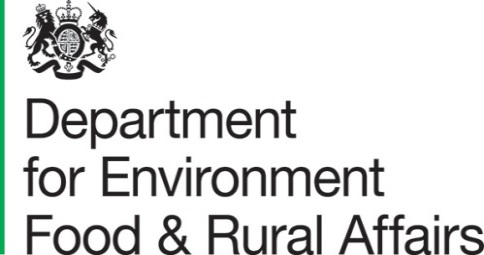 Department
for Environment
Food & Rural Affairs